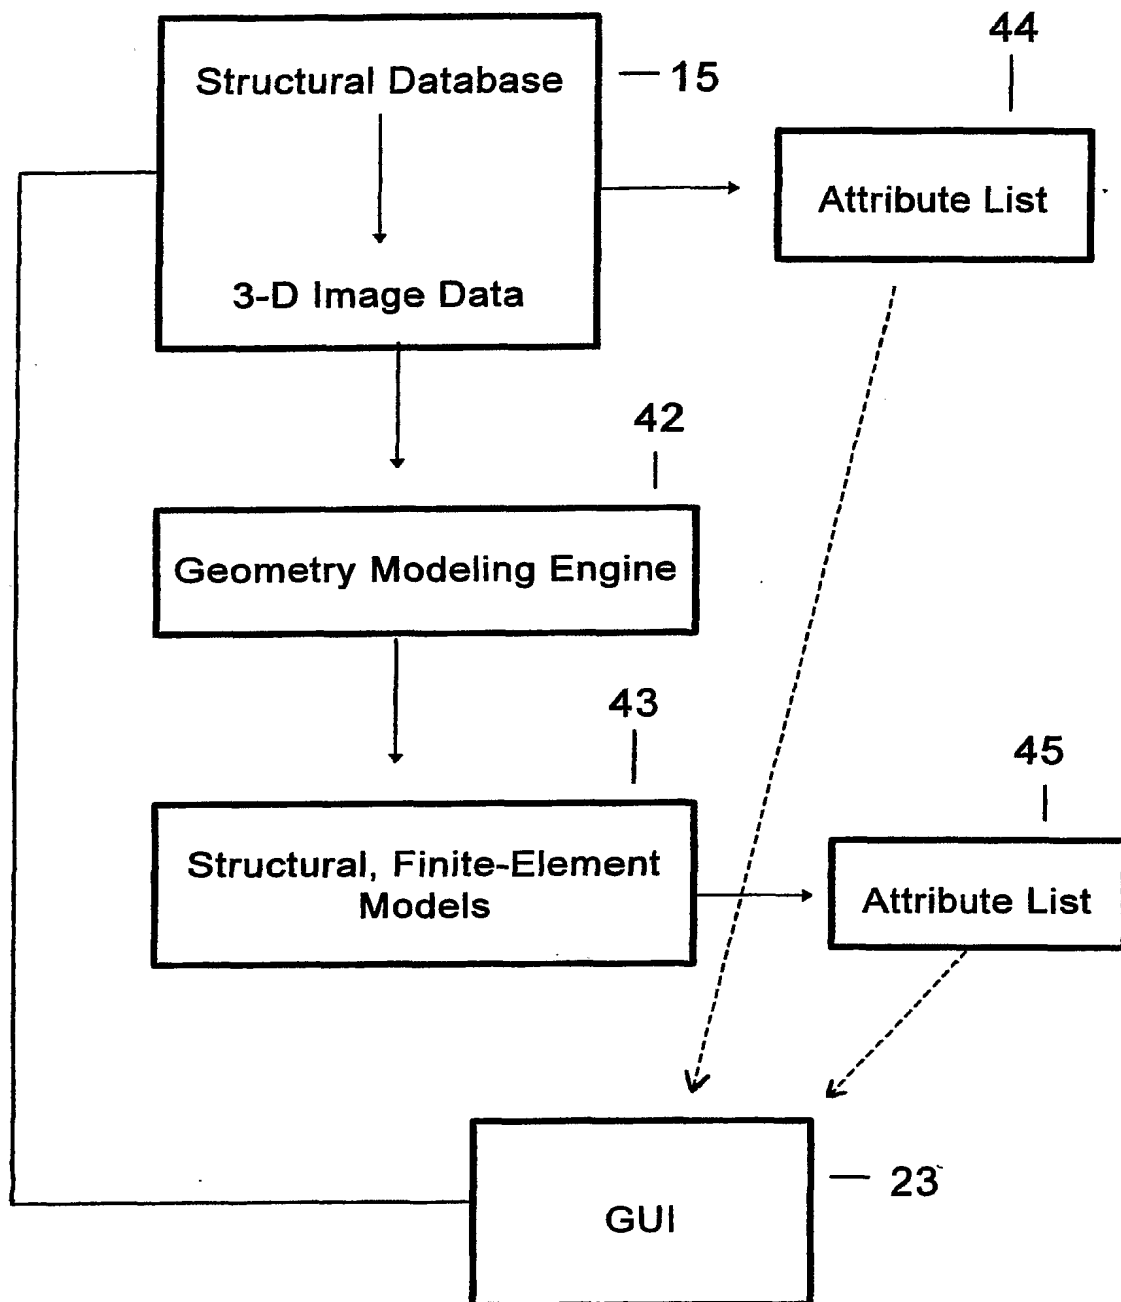 44
Structural Database
15
Attribute List
3-D Image Data
42
Geometry Modeling Engine
43
45
Structural, Finite-Element
Models
Attribute List
23
GUI